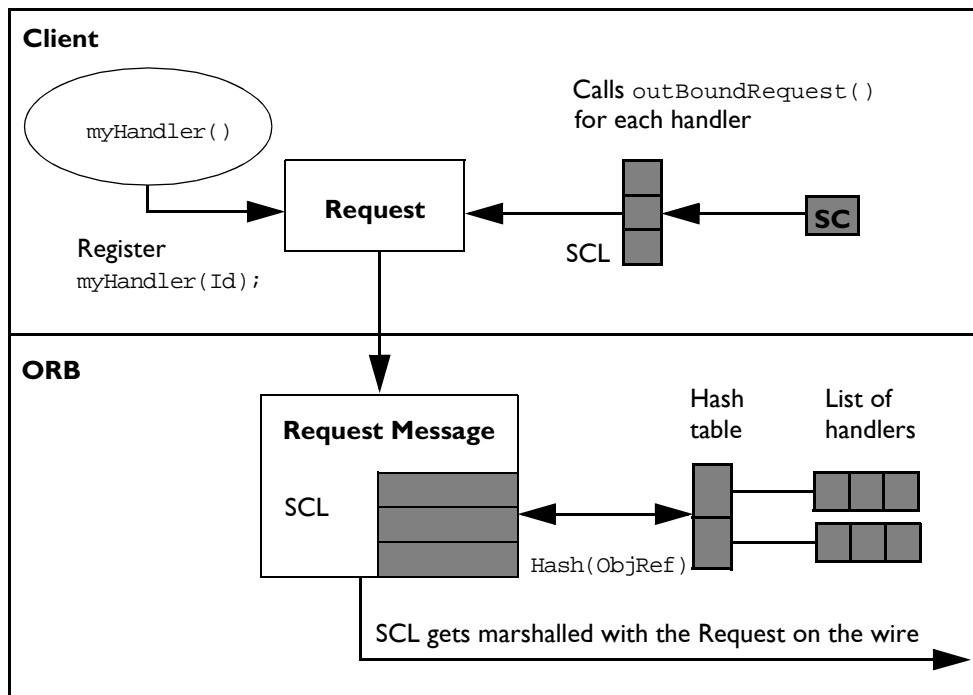 Client
myHandler()
Calls outBoundRequest()
for each handler
Request
SC
SCL
Register
myHandler(Id);
ORB
Request Message
SCL
Hash
table
List of
handlers
Hash(ObjRef)
SCL gets marshalled with the Request on the wire